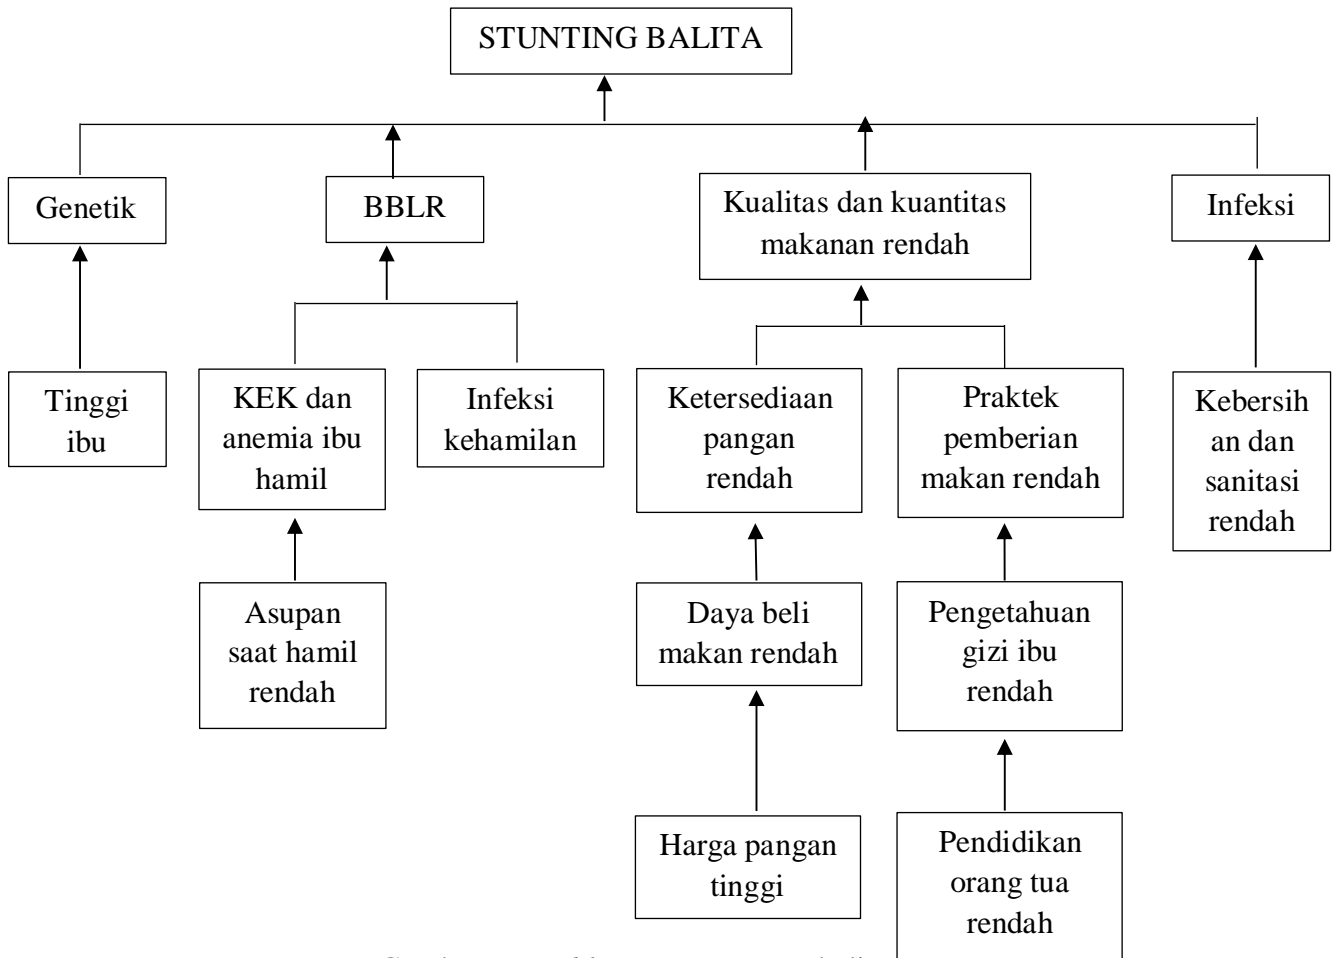 STUNTING BALITA
Genetik
BBLR
Kualitas dan kuantitas
makanan rendah
Infeksi
Tinggi
ibu
KEK dan
anemia ibu
hamil
Infeksi
kehamilan
Ketersediaan
pangan
rendah
Praktek
pemberian
makan rendah
Kebersih
an dan
sanitasi
rendah
Asupan
saat hamil
rendah
Daya beli
makan rendah
Pengetahuan
gizi ibu
rendah
Harga pangan
tinggi
Pendidikan
orang tua
rendah